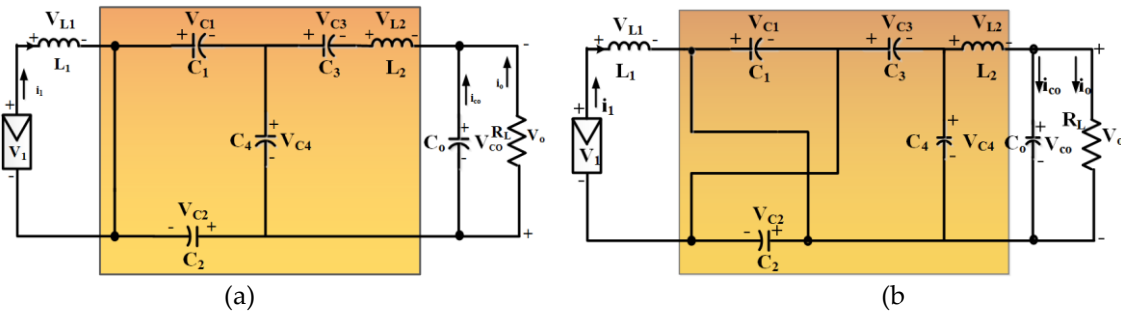 VL1 VC1 VC3 VL2
+ - + - + - + - -
L1 C1 C3 L2
i1 ico io
+ V1 -
C4 + VC4 -
Co + VCO - RL Vo
VC2
- + +
C2
(a)
VL1 VC1 VC3 VL2
+ - + - + - + - +
L1 C1 C3 L2
i1 ico io
+ V1 -
C4 + VC4 -
Co + Vco - RL Vo
VC2
- + -
C2
(b